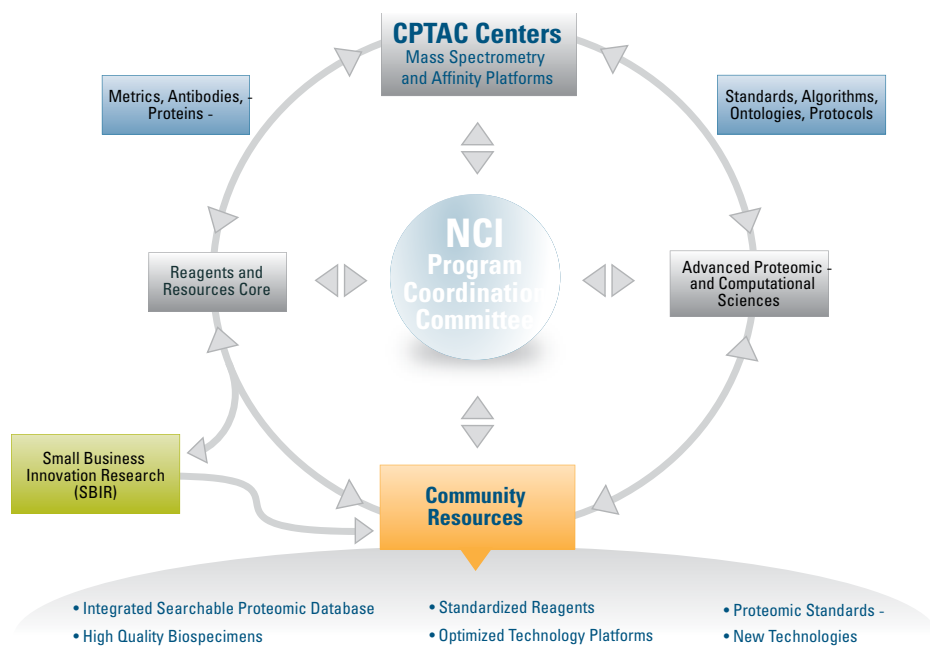 CPTAC Centers
Mass Spectrometry
and Affinity Platforms
Metrics, Antibodies, -
Proteins -
Standards, Algorithms,
Ontologies, Protocols
NCI
Program
Coordination
Committee
Reagents and
Resources Core
Advanced Proteomic -
and Computational
Sciences
Small Business
Innovation Research
(SBIR)
Community
Resources
• Integrated Searchable Proteomic Database
• High Quality Biospecimens
• Standardized Reagents
• Optimized Technology Platforms
• Proteomic Standards -
• New Technologies